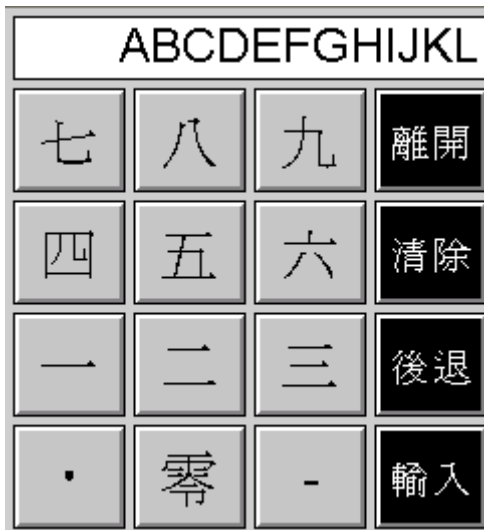 ABCDEFGHIJKL
七 八 九 離開
四 五 六 清除
一 二 三 後退
· 零 - 輸入